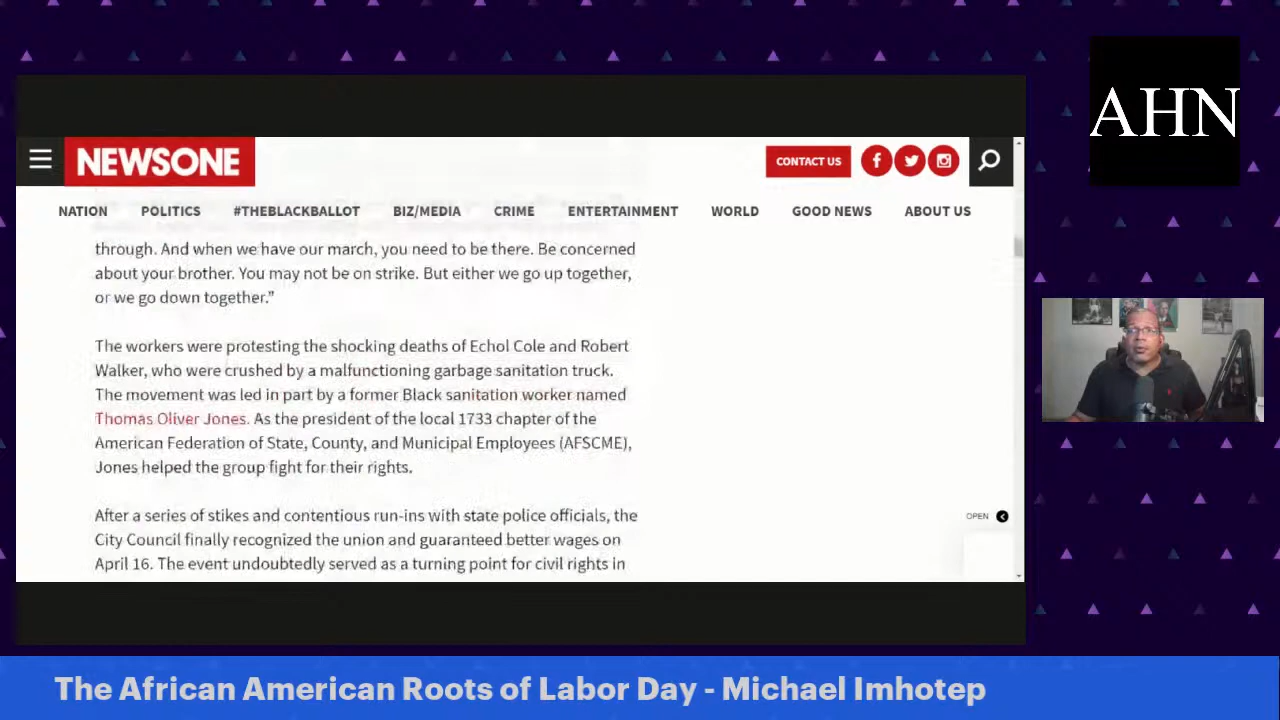 AHN
NEWSONE
CONTACT US
NATION POLITICS #THEBLACKBALLOT BIZ/MEDIA CRIME ENTERTAINMENT WORLD GOOD NEWS ABOUT US
through. And when we have our march, you need to be there. Be concerned
about your brother. You may not be on strike. But either we go up together,
or we go down together.”
The workers were protesting the shocking deaths of Echol Cole and Robert
Walker, who were crushed by a malfunctioning garbage sanitation truck.
The movement was led in part by a former Black sanitation worker named
Thomas Oliver Jones. As the president of the local 1733 chapter of the
American Federation of State, County, and Municipal Employees (AFSCME),
Jones helped the group fight for their rights.
After a series of stikes and contentious run-ins with state police officials, the
City Council finally recognized the union and guaranteed better wages on
April 16. The event undoubtedly served as a turning point for civil rights in
OPEN
The African American Roots of Labor Day - Michael Imhotep